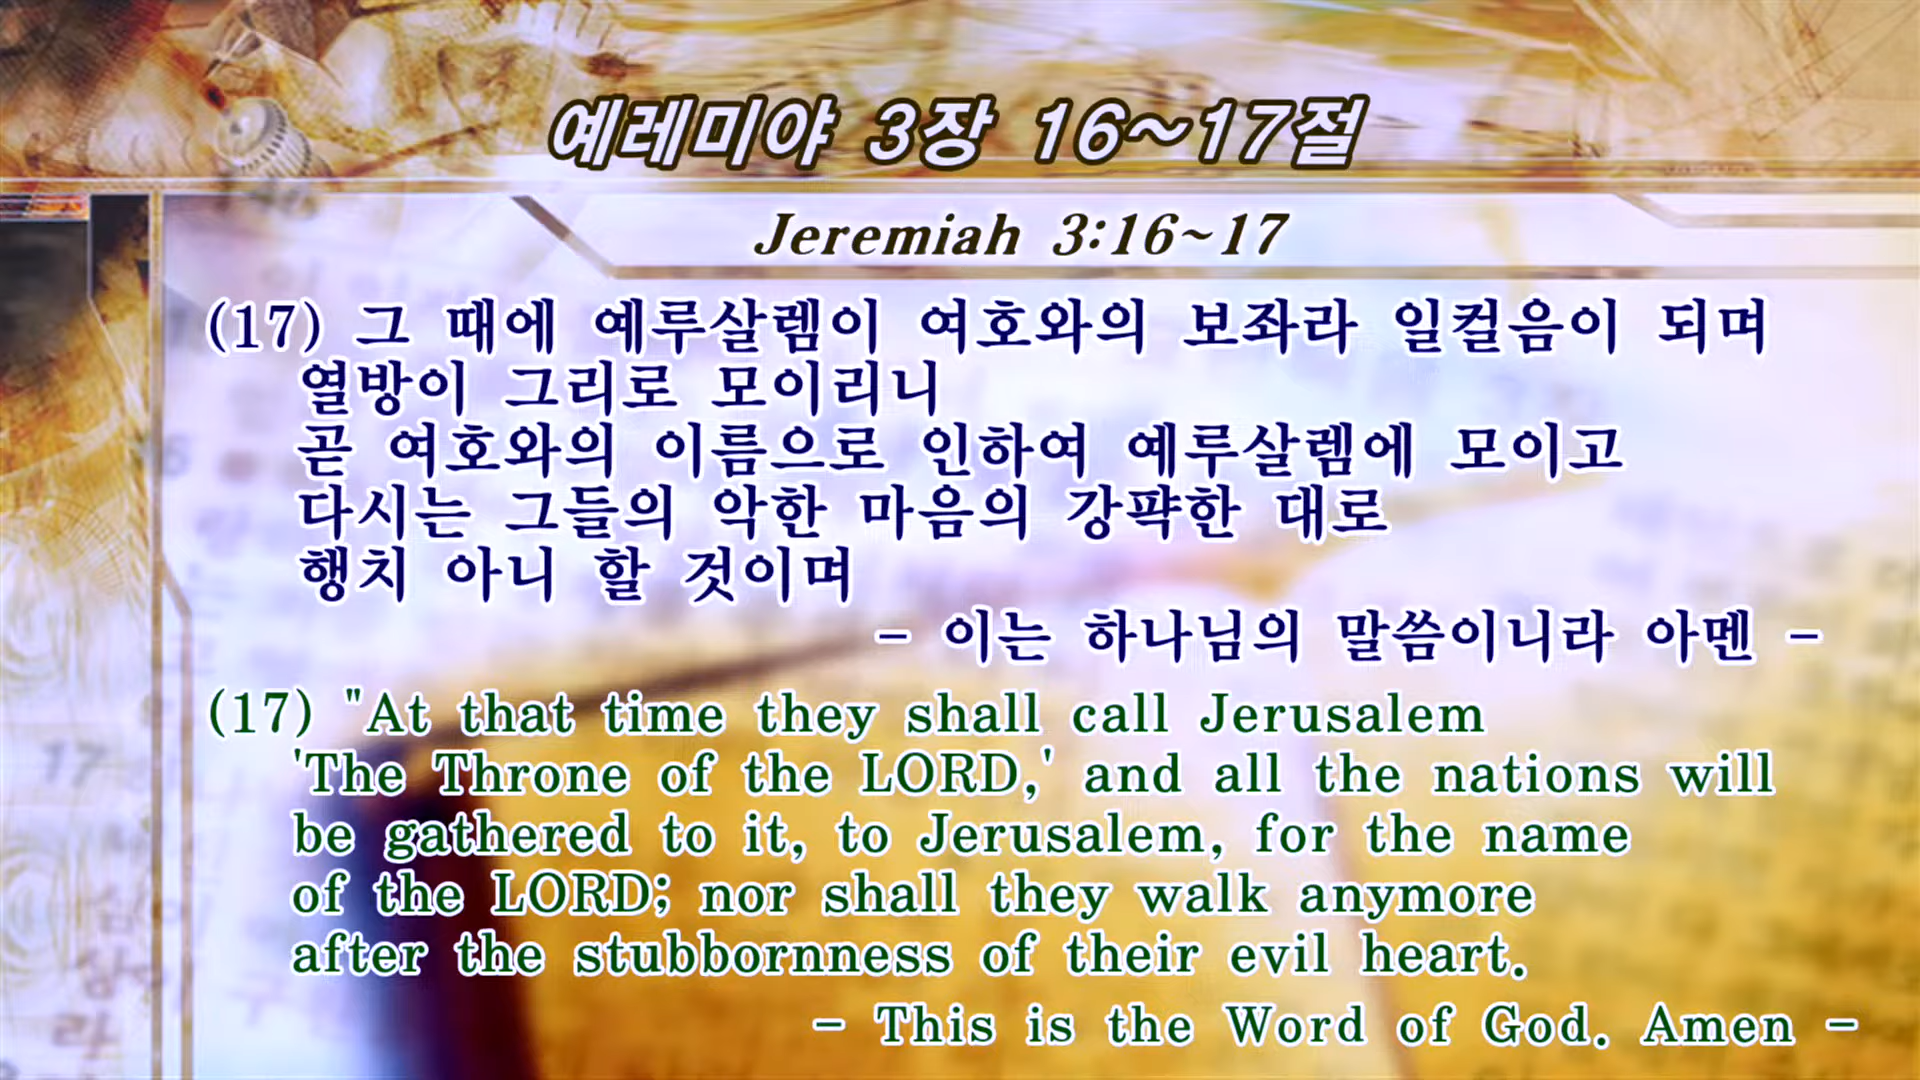 예레미야 3장 16~17절
Jeremiah 3:16~17
(17) 그 때에 예루살렘이 여호와의 보좌라 일컬음이 되며
열방이 그리로 모이리니
곧 여호와의 이름으로 인하여 예루살렘에 모이고
다시는 그들의 악한 마음의 강퍅한 대로
행치 아니 할 것이며
- 이는 하나님의 말씀이니라 아멘 -
(17) "At that time they shall call Jerusalem
'The Throne of the LORD,' and all the nations will
be gathered to it, to Jerusalem, for the name
of the LORD; nor shall they walk anymore
after the stubbornness of their evil heart.
- This is the Word of God. Amen -